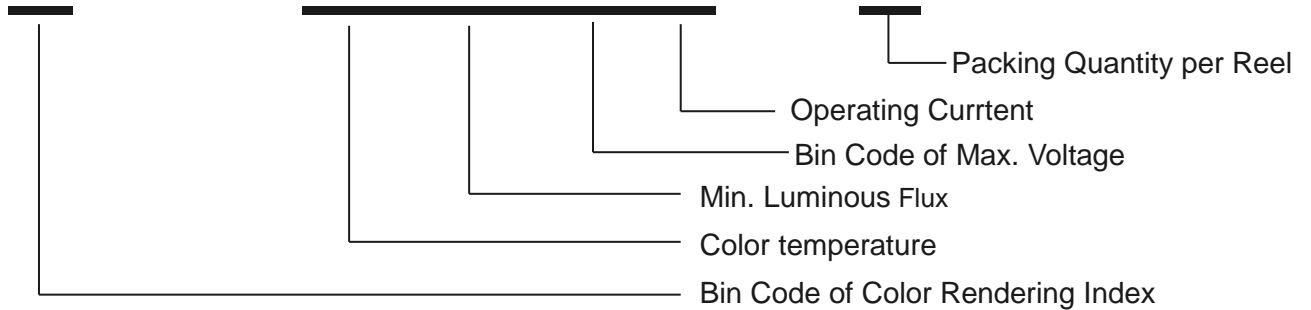 Packing Quantity per Reel
Operating Currtent
Bin Code of Max. Voltage
Min. Luminous Flux
Color temperature
Bin Code of Color Rendering Index